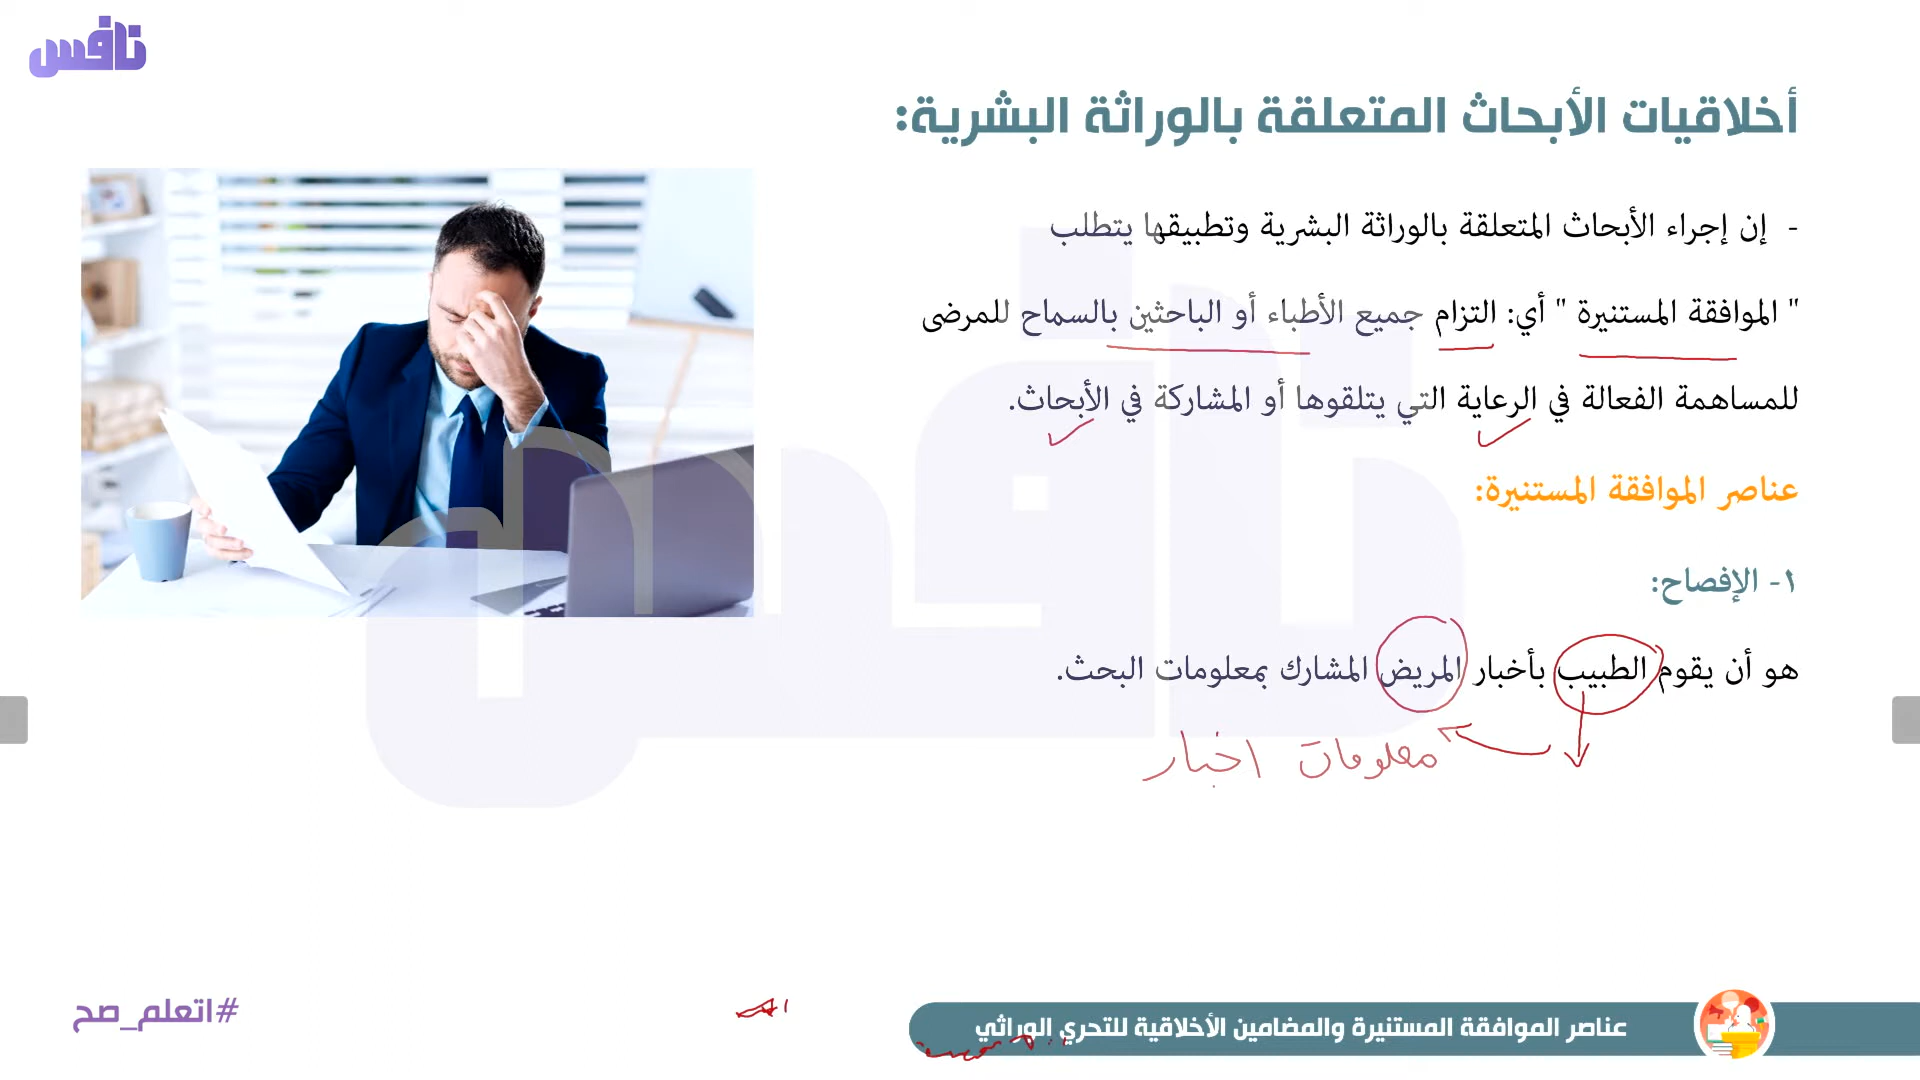 نافس
أخلاقيات الأبحاث المتعلقة بالوراثة البشرية:
- إن إجراء الأبحاث المتعلقة بالوراثة البشرية وتطبيقها يتطلب
" الموافقة المستنيرة " أي: التزام جميع الأطباء أو الباحثين بالسماح للمرضى
للمساهمة الفعالة في الرعاية التي يتلقوها أو المشاركة في الأبحاث.
عناصر الموافقة المستنيرة:
١- الإفصاح:
هو أن يقوم الطبيب بأخبار المريض المشارك بمعلومات البحث.
معلومات اخبار
#اتعلم_صح
عناصر الموافقة المستنيرة والمضامين الأخلاقية للتحري الوراثي